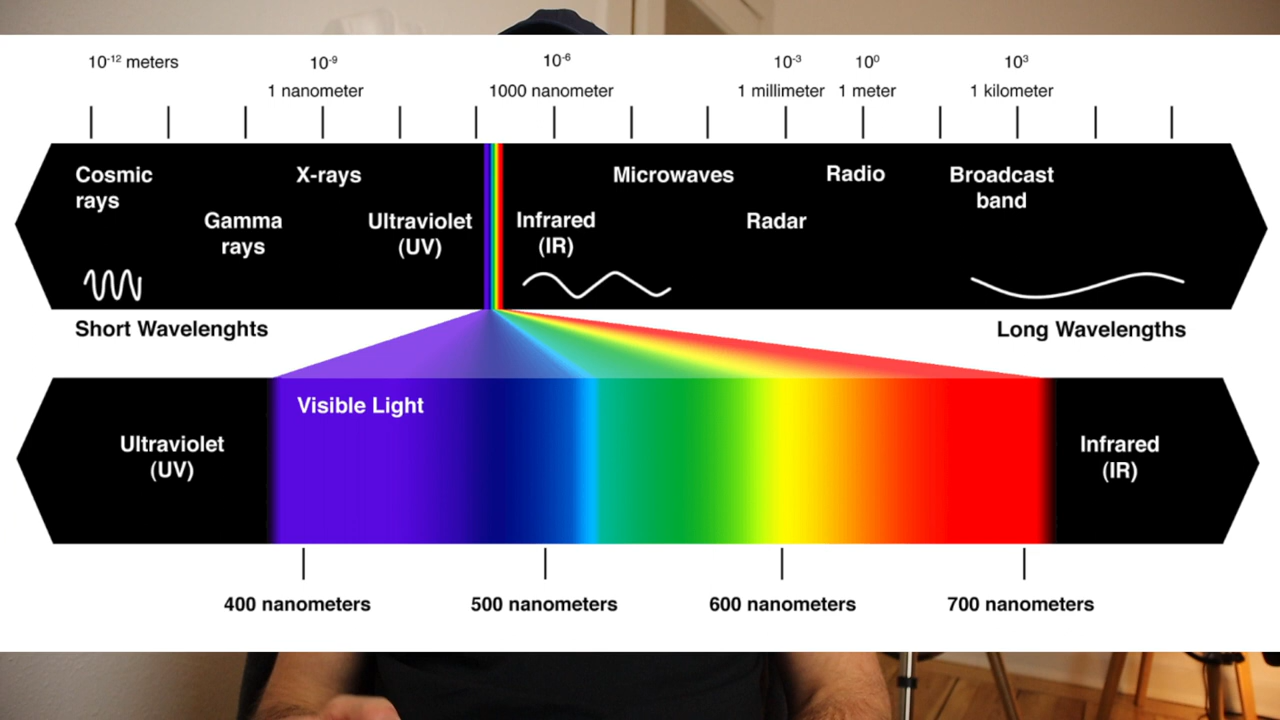 10⁻¹² meters
10⁻⁹
10⁻⁶
10⁻³
10⁰
10³
1 nanometer
1000 nanometer
1 millimeter
1 meter
1 kilometer
Cosmic
rays
Gamma
rays
X-rays
Ultraviolet
(UV)
Infrared
(IR)
Microwaves
Radar
Radio
Broadcast
band
Short Wavelenghts
Long Wavelengths
Visible Light
Ultraviolet
(UV)
Infrared
(IR)
400 nanometers
500 nanometers
600 nanometers
700 nanometers